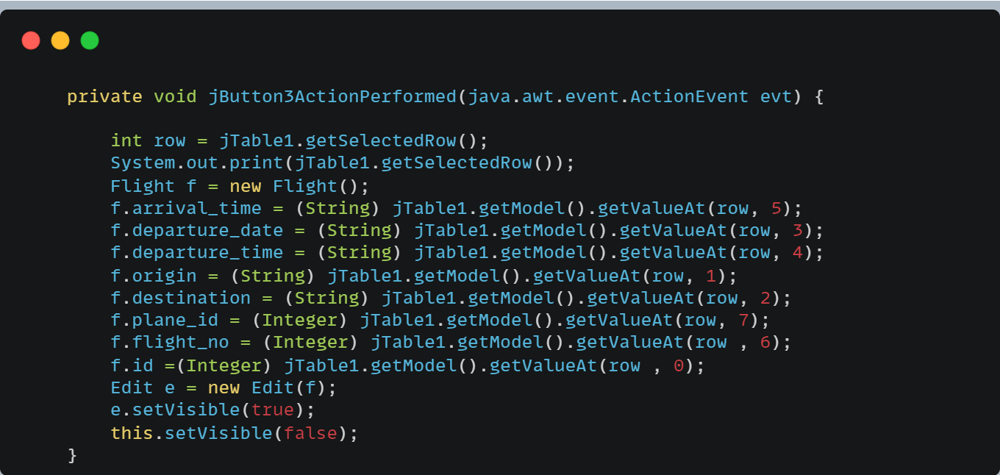 private void jButton3ActionPerformed(java.awt.event.ActionEvent evt) {
int row = jTable1.getSelectedRow();
System.out.print(jTable1.getSelectedRow());
Flight f = new Flight();
f.arrival_time = (String) jTable1.getModel().getValueAt(row, 5);
f.departure_date = (String) jTable1.getModel().getValueAt(row, 3);
f.departure_time = (String) jTable1.getModel().getValueAt(row, 4);
f.origin = (String) jTable1.getModel().getValueAt(row, 1);
f.destination = (String) jTable1.getModel().getValueAt(row, 2);
f.plane_id = (Integer) jTable1.getModel().getValueAt(row, 7);
f.flight_no = (Integer) jTable1.getModel().getValueAt(row , 6);
f.id =(Integer) jTable1.getModel().getValueAt(row , 0);
Edit e = new Edit(f);
e.setVisible(true);
this.setVisible(false);
}